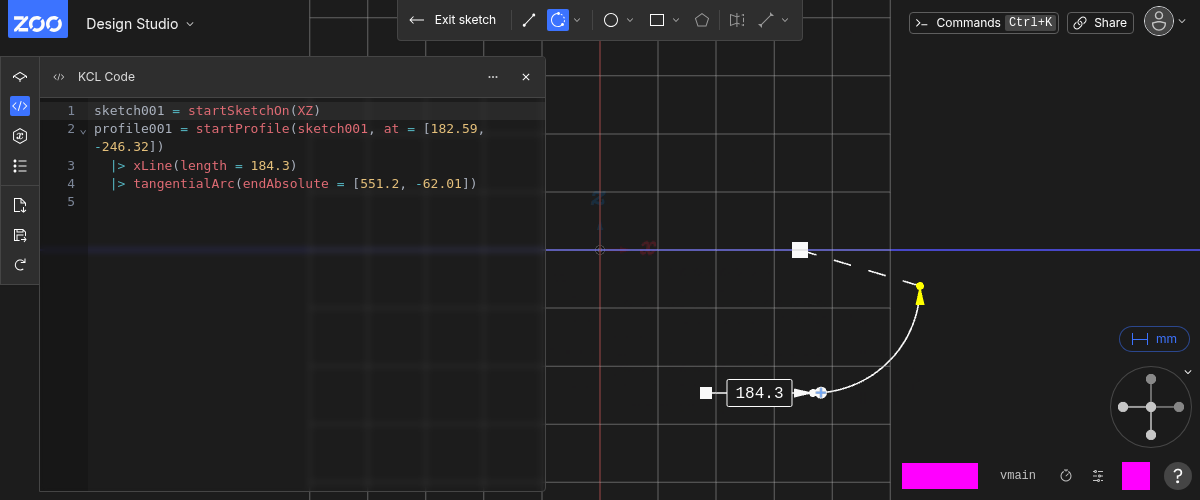 ZOO
Design Studio
Exit sketch
Commands Ctrl+K
Share
KCL Code
1 sketch001 = startSketchOn(XZ)
2 profile001 = startProfile(sketch001, at = [182.59,
-246.32])
3 |> xLine(length = 184.3)
4 |> tangentialArc(endAbsolute = [551.2, -62.01])
5
z
x
184.3
mm
vmain
?